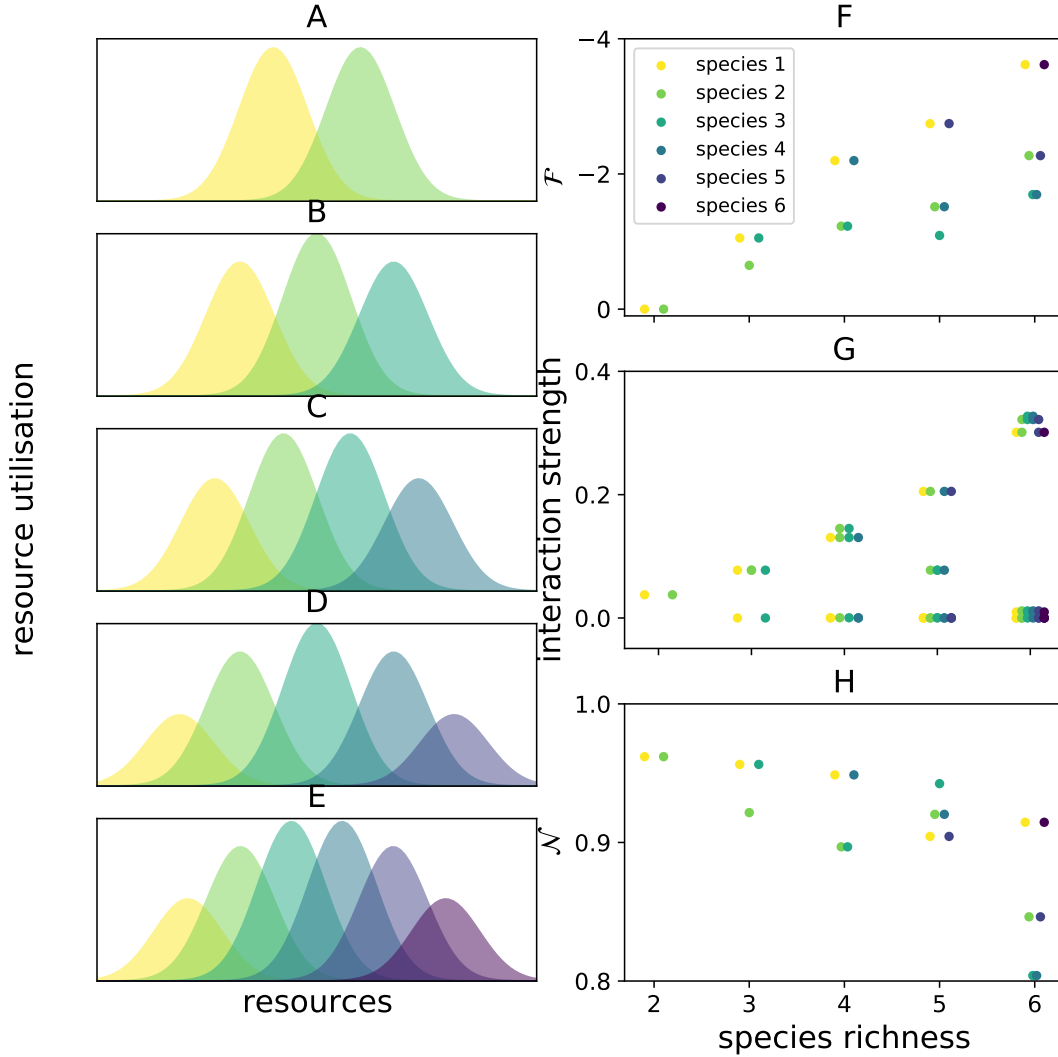 A
B
C
D
E
resource utilisation
resources
F
−4
−2
0
ℱ
species 1
species 2
species 3
species 4
species 5
species 6
G
0.4
0.2
0.0
interaction strength
H
1.0
0.9
0.8
𝒩
2 3 4 5 6
species richness